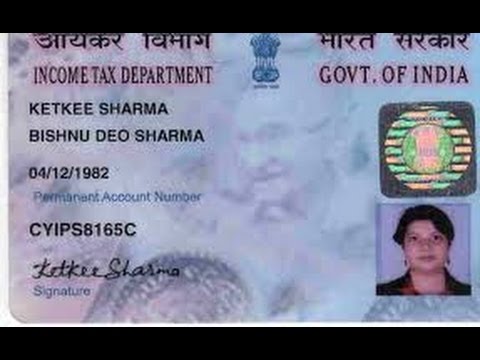 आयकर विभाग
INCOME TAX DEPARTMENT
भारत सरकार
GOVT. OF INDIA
KETKEE SHARMA
BISHNU DEO SHARMA
04/12/1982
Permanent Account Number
CYIPS8165C
Ketkee Sharma
Signature